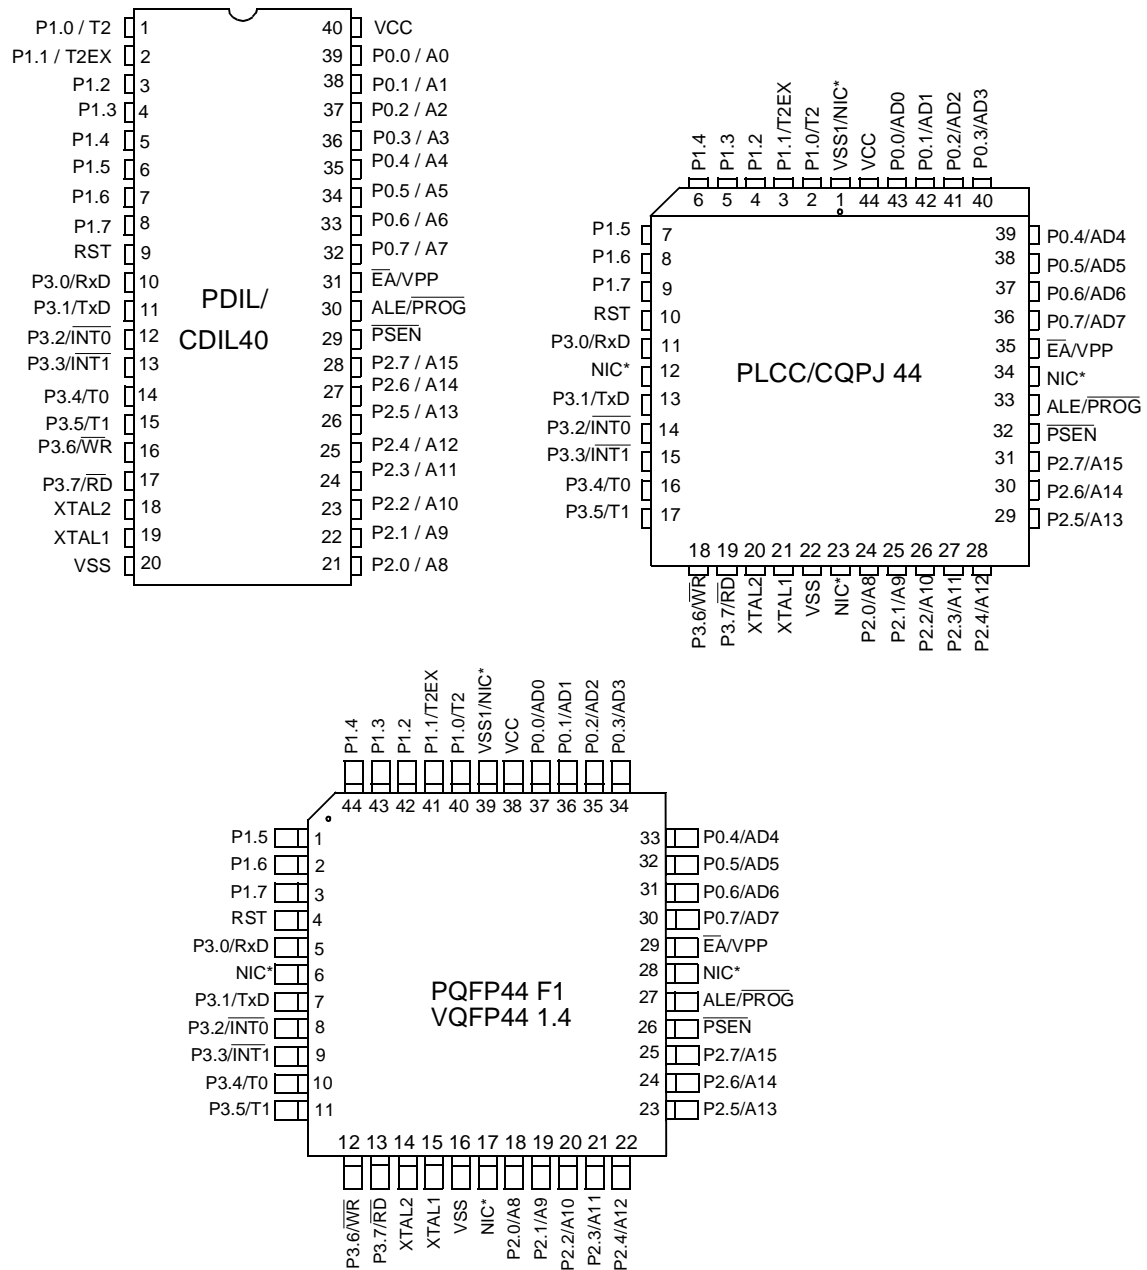 P1.0 / T2 1 40 VCC
P1.1 / T2EX 2 39 P0.0 / A0
P1.2 3 38 P0.1 / A1
P1.3 4 37 P0.2 / A2
P1.4 5 36 P0.3 / A3
P1.5 6 35 P0.4 / A4
P1.6 7 34 P0.5 / A5
P1.7 8 33 P0.6 / A6
RST 9 32 P0.7 / A7
P3.0/RxD 10 31 EA/VPP
P3.1/TxD 11 30 ALE/PROG
P3.2/INT0 12 29 PSEN
P3.3/INT1 13 28 P2.7 / A15
P3.4/T0 14 27 P2.6 / A14
P3.5/T1 15 26 P2.5 / A13
P3.6/WR 16 25 P2.4 / A12
P3.7/RD 17 24 P2.3 / A11
XTAL2 18 23 P2.2 / A10
XTAL1 19 22 P2.1 / A9
VSS 20 21 P2.0 / A8
PDIL/
CDIL40
P1.4 P1.3 P1.2 P1.1/T2EX P1.0/T2 VSS1/NIC* VCC P0.0/AD0 P0.1/AD1 P0.2/AD2 P0.3/AD3
6 5 4 3 2 1 44 43 42 41 40
P1.5 7 39 P0.4/AD4
P1.6 8 38 P0.5/AD5
P1.7 9 37 P0.6/AD6
RST 10 36 P0.7/AD7
P3.0/RxD 11 35 EA/VPP
NIC* 12 34 NIC*
P3.1/TxD 13 33 ALE/PROG
P3.2/INT0 14 32 PSEN
P3.3/INT1 15 31 P2.7/A15
P3.4/T0 16 30 P2.6/A14
P3.5/T1 17 29 P2.5/A13
PLCC/CQPJ 44
18 19 20 21 22 23 24 25 26 27 28
P3.6/WR P3.7/RD XTAL2 XTAL1 VSS NIC* P2.0/A8 P2.1/A9 P2.2/A10 P2.3/A11 P2.4/A12
P1.4 P1.3 P1.2 P1.1/T2EX P1.0/T2 VSS1/NIC* VCC P0.0/AD0 P0.1/AD1 P0.2/AD2 P0.3/AD3
44 43 42 41 40 39 38 37 36 35 34
P1.5 1 33 P0.4/AD4
P1.6 2 32 P0.5/AD5
P1.7 3 31 P0.6/AD6
RST 4 30 P0.7/AD7
P3.0/RxD 5 29 EA/VPP
NIC* 6 28 NIC*
P3.1/TxD 7 27 ALE/PROG
P3.2/INT0 8 26 PSEN
P3.3/INT1 9 25 P2.7/A15
P3.4/T0 10 24 P2.6/A14
P3.5/T1 11 23 P2.5/A13
PQFP44 F1
VQFP44 1.4
12 13 14 15 16 17 18 19 20 21 22
P3.6/WR P3.7/RD XTAL2 XTAL1 VSS NIC* P2.0/A8 P2.1/A9 P2.2/A10 P2.3/A11 P2.4/A12